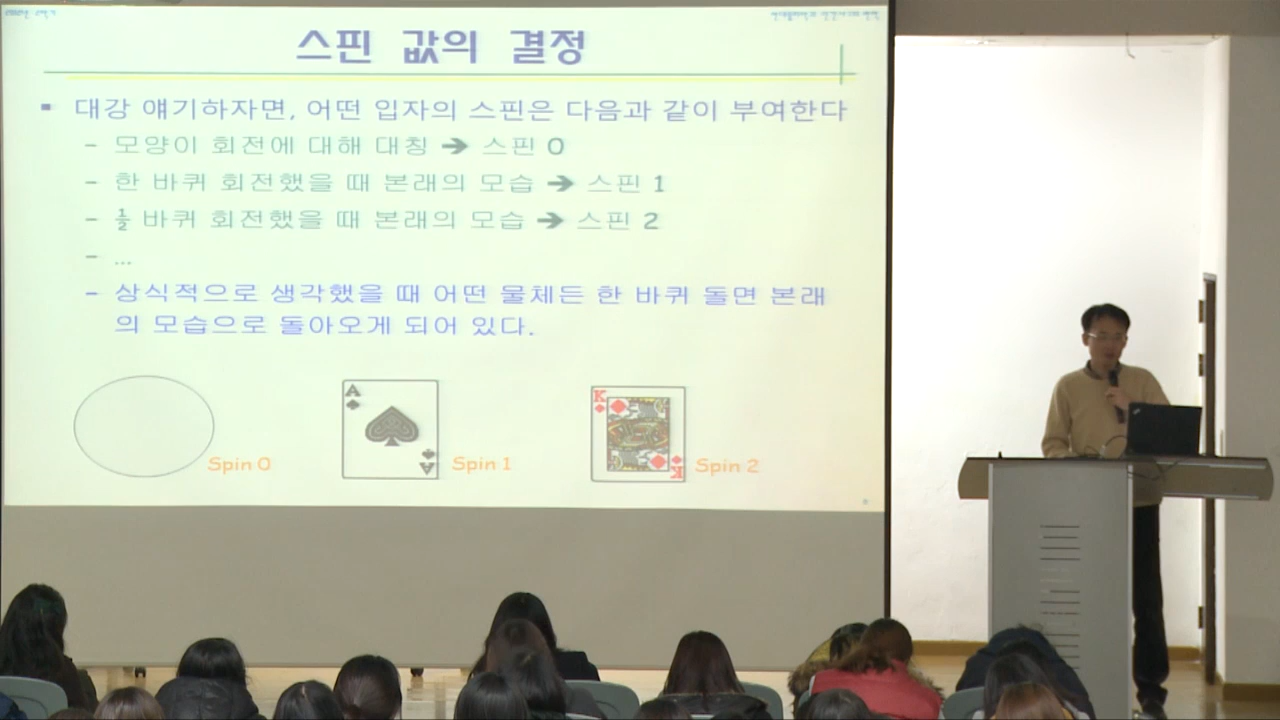 스핀 값의 결정
▪ 대강 얘기하자면, 어떤 입자의 스핀은 다음과 같이 부여한다
– 모양이 회전에 대해 대칭 ➔ 스핀 0
– 한 바퀴 회전했을 때 본래의 모습 ➔ 스핀 1
– ½ 바퀴 회전했을 때 본래의 모습 ➔ 스핀 2
– ...
– 상식적으로 생각했을 때 어떤 물체든 한 바퀴 돌면 본래
의 모습으로 돌아오게 되어 있다.
A
A
K
K
Spin 0
Spin 1
Spin 2